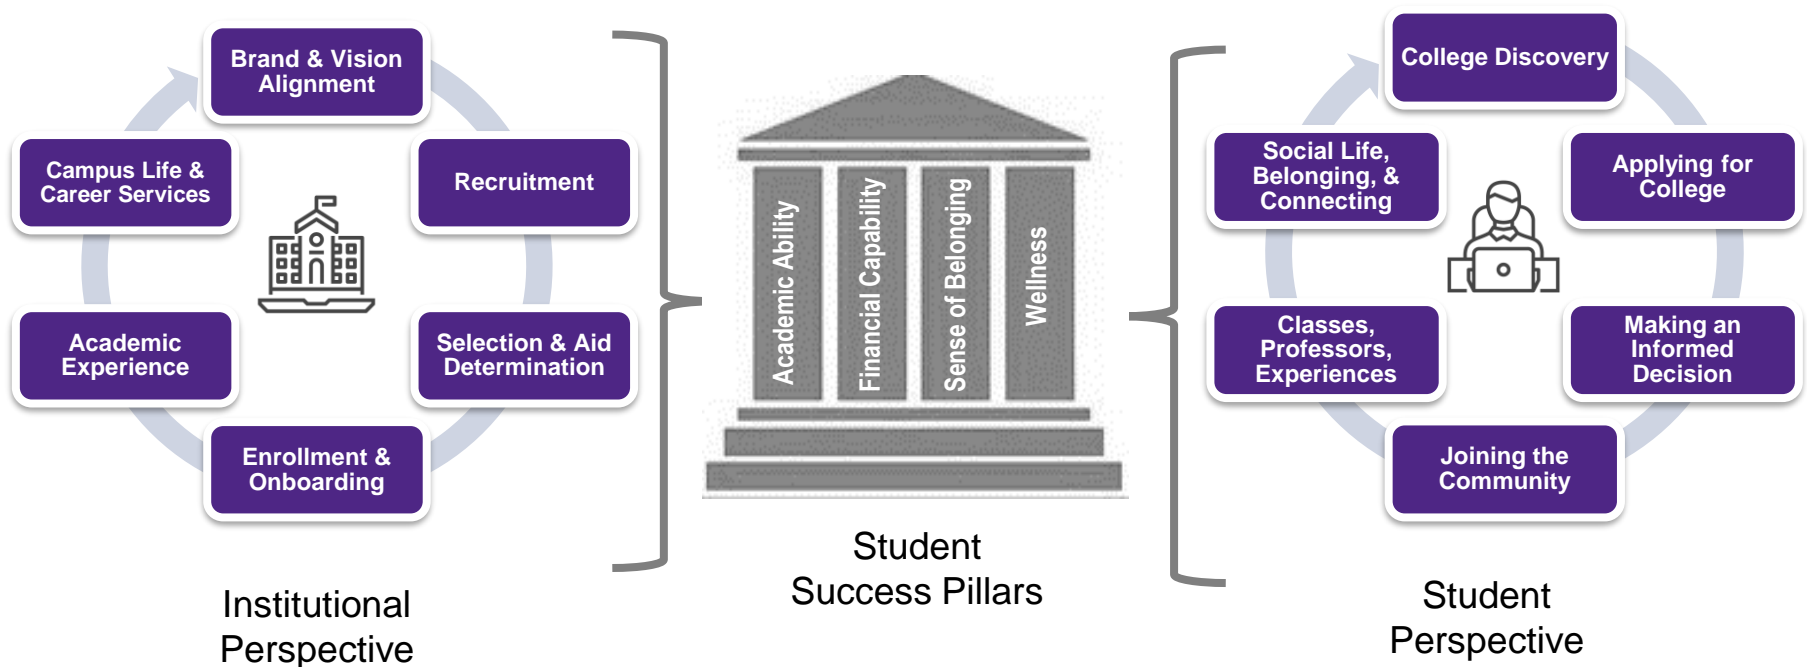 Brand & Vision
Alignment
Recruitment
Selection & Aid
Determination
Enrollment &
Onboarding
Academic
Experience
Campus Life &
Career Services
Institutional
Perspective
Academic Ability
Financial Capability
Sense of Belonging
Wellness
Student
Success Pillars
College Discovery
Applying for
College
Making an
Informed
Decision
Joining the
Community
Classes,
Professors,
Experiences
Social Life,
Belonging, &
Connecting
Student
Perspective